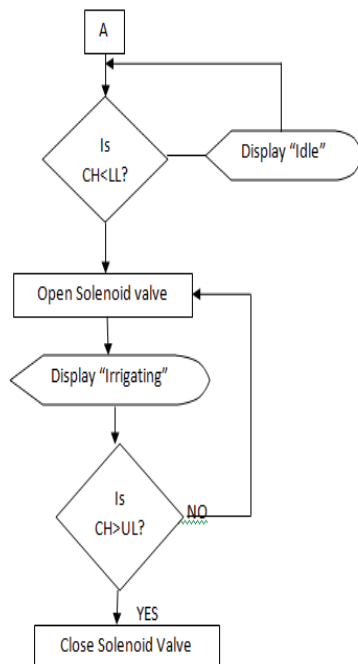 A
Is
CH<LL?
Display “Idle”
Open Solenoid valve
Display “Irrigating”
Is
CH>UL?
NO
YES
Close Solenoid Valve